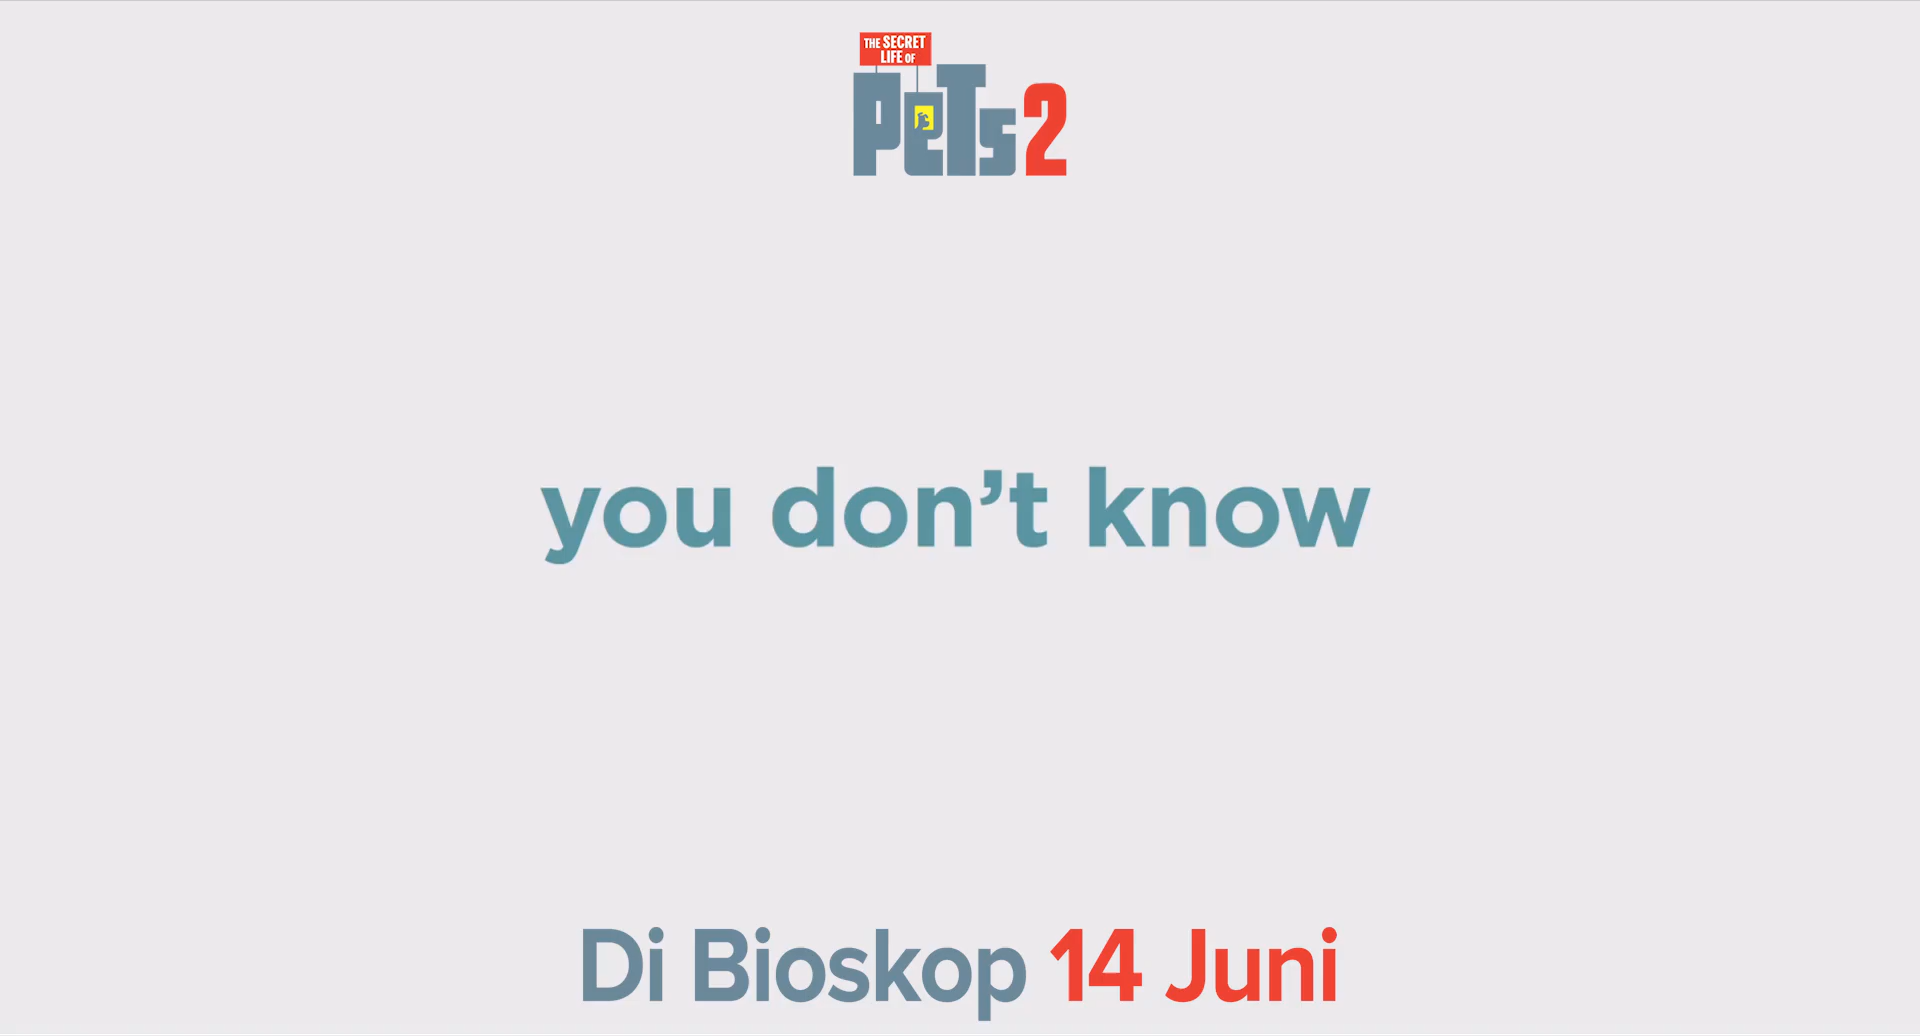 THE SECRET
LIFE OF
PeTs 2
you don’t know
Di Bioskop 14 Juni